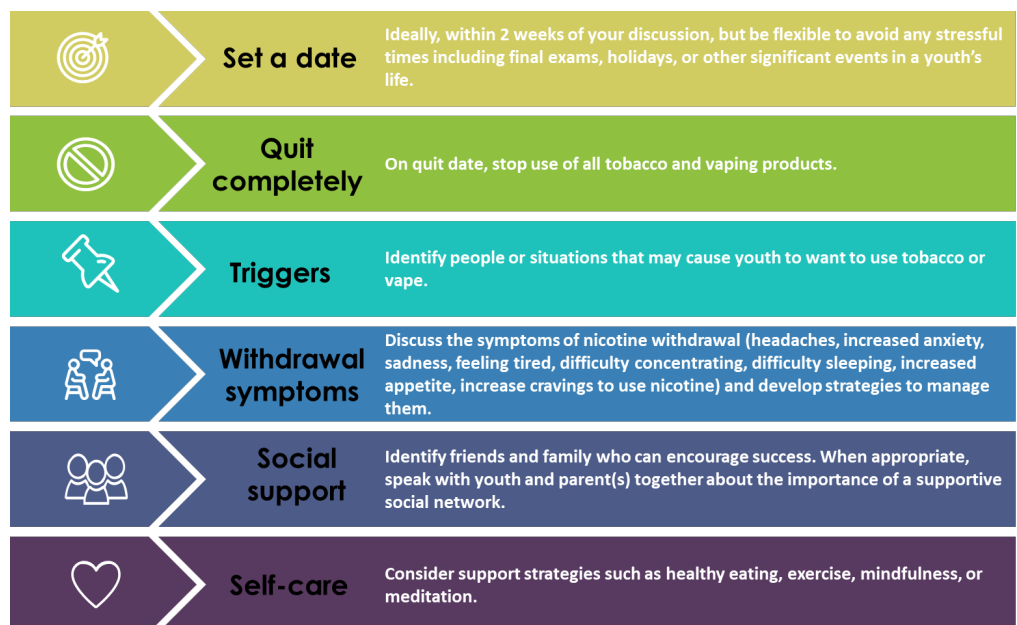 Set a date
Ideally, within 2 weeks of your discussion, but be flexible to avoid any stressful
times including final exams, holidays, or other significant events in a youth's
life.
Quit
completely
On quit date, stop use of all tobacco and vaping products.
Triggers
Identify people or situations that may cause youth to want to use tobacco or
vape.
Withdrawal
symptoms
Discuss the symptoms of nicotine withdrawal (headaches, increased anxiety,
sadness, feeling tired, difficulty concentrating, difficulty sleeping, increased
appetite, increase cravings to use nicotine) and develop strategies to manage
them.
Social
support
Identify friends and family who can encourage success. When appropriate,
speak with youth and parent(s) together about the importance of a supportive
social network.
Self-care
Consider support strategies such as healthy eating, exercise, mindfulness, or
meditation.